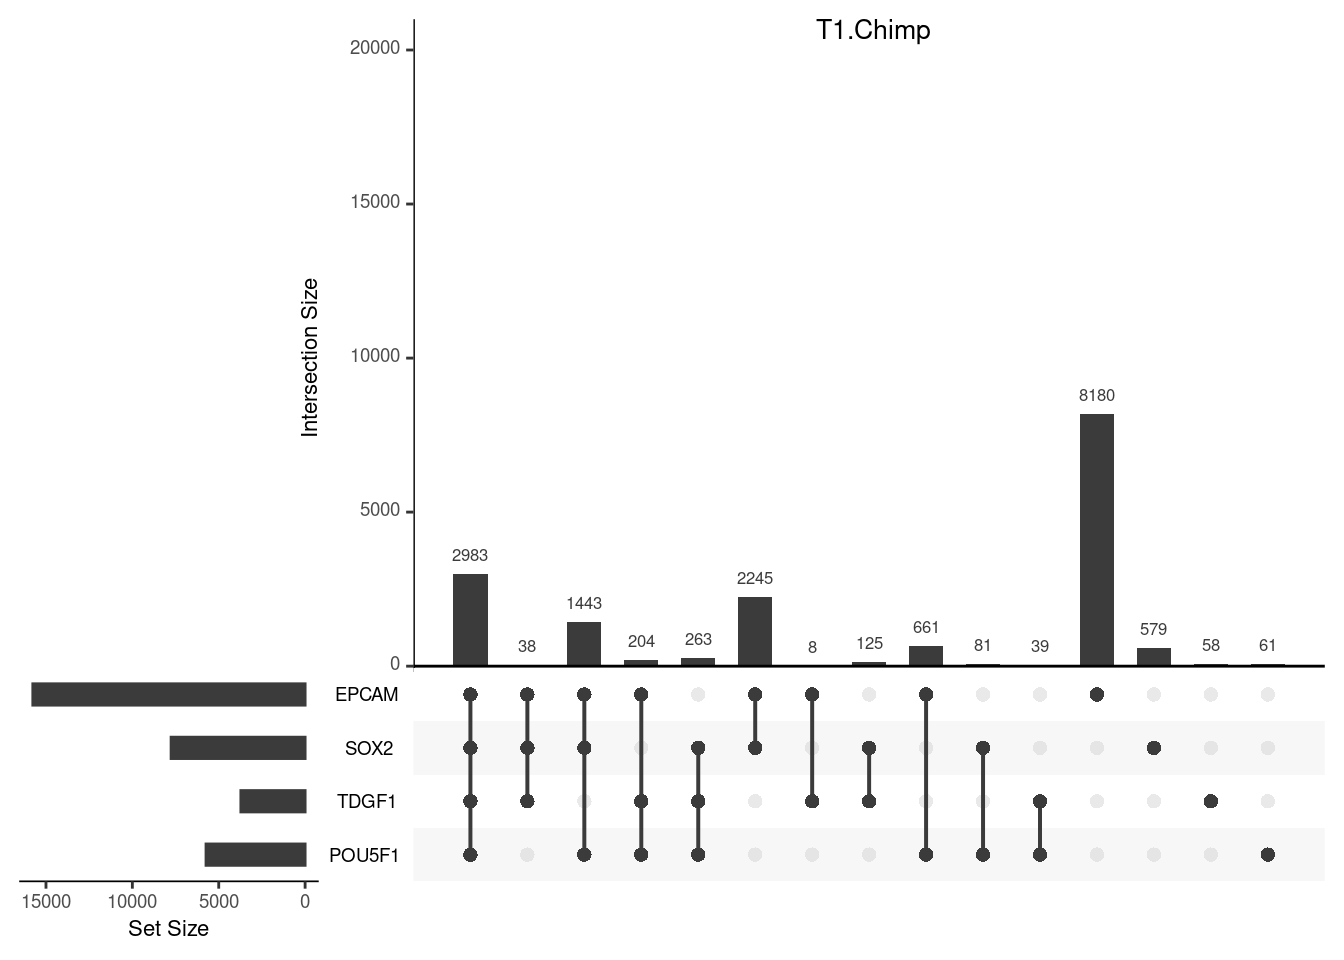 T1.Chimp
20000
15000
10000
5000
0
Intersection Size
2983
38
1443
204
263
2245
8
125
661
81
39
8180
579
58
61
EPCAM
SOX2
TDGF1
POU5F1
15000 10000 5000 0
Set Size